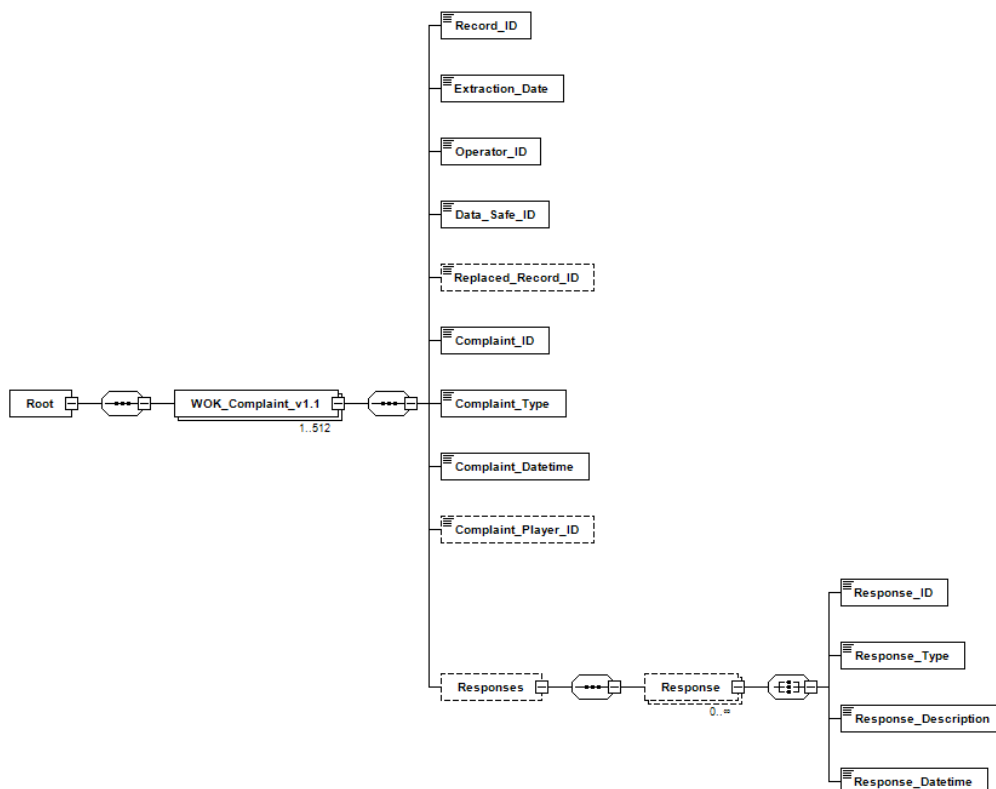 Record_ID
Extraction_Date
Operator_ID
Data_Safe_ID
Replaced_Record_ID
Complaint_ID
Root
WOK_Complaint_v1.1
1..512
Complaint_Type
Complaint_Datetime
Complaint_Player_ID
Responses
Response
0..∞
Response_ID
Response_Type
Response_Description
Response_Datetime